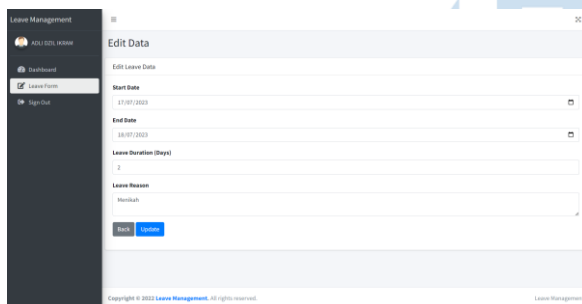 Leave Management
ADLI DZIL IKRAM
Dashboard
Leave Form
Sign Out
Edit Data
Edit Leave Data
Start Date
17/07/2023
End Date
18/07/2023
Leave Duration (Days)
2
Leave Reason
Menikah
Back Update
Copyright © 2023 Leave Management. All rights reserved.
Leave Management